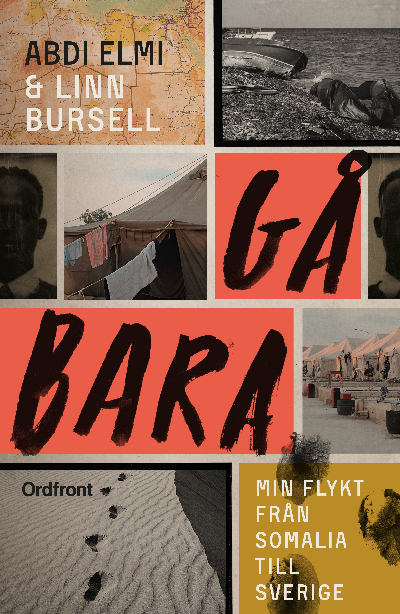 ABDI ELMI
& LINN
BURSELL
GÅ
BARA
Ordfront
MIN FLYKT
FRÅN
SOMALIA
TILL
SVERIGE